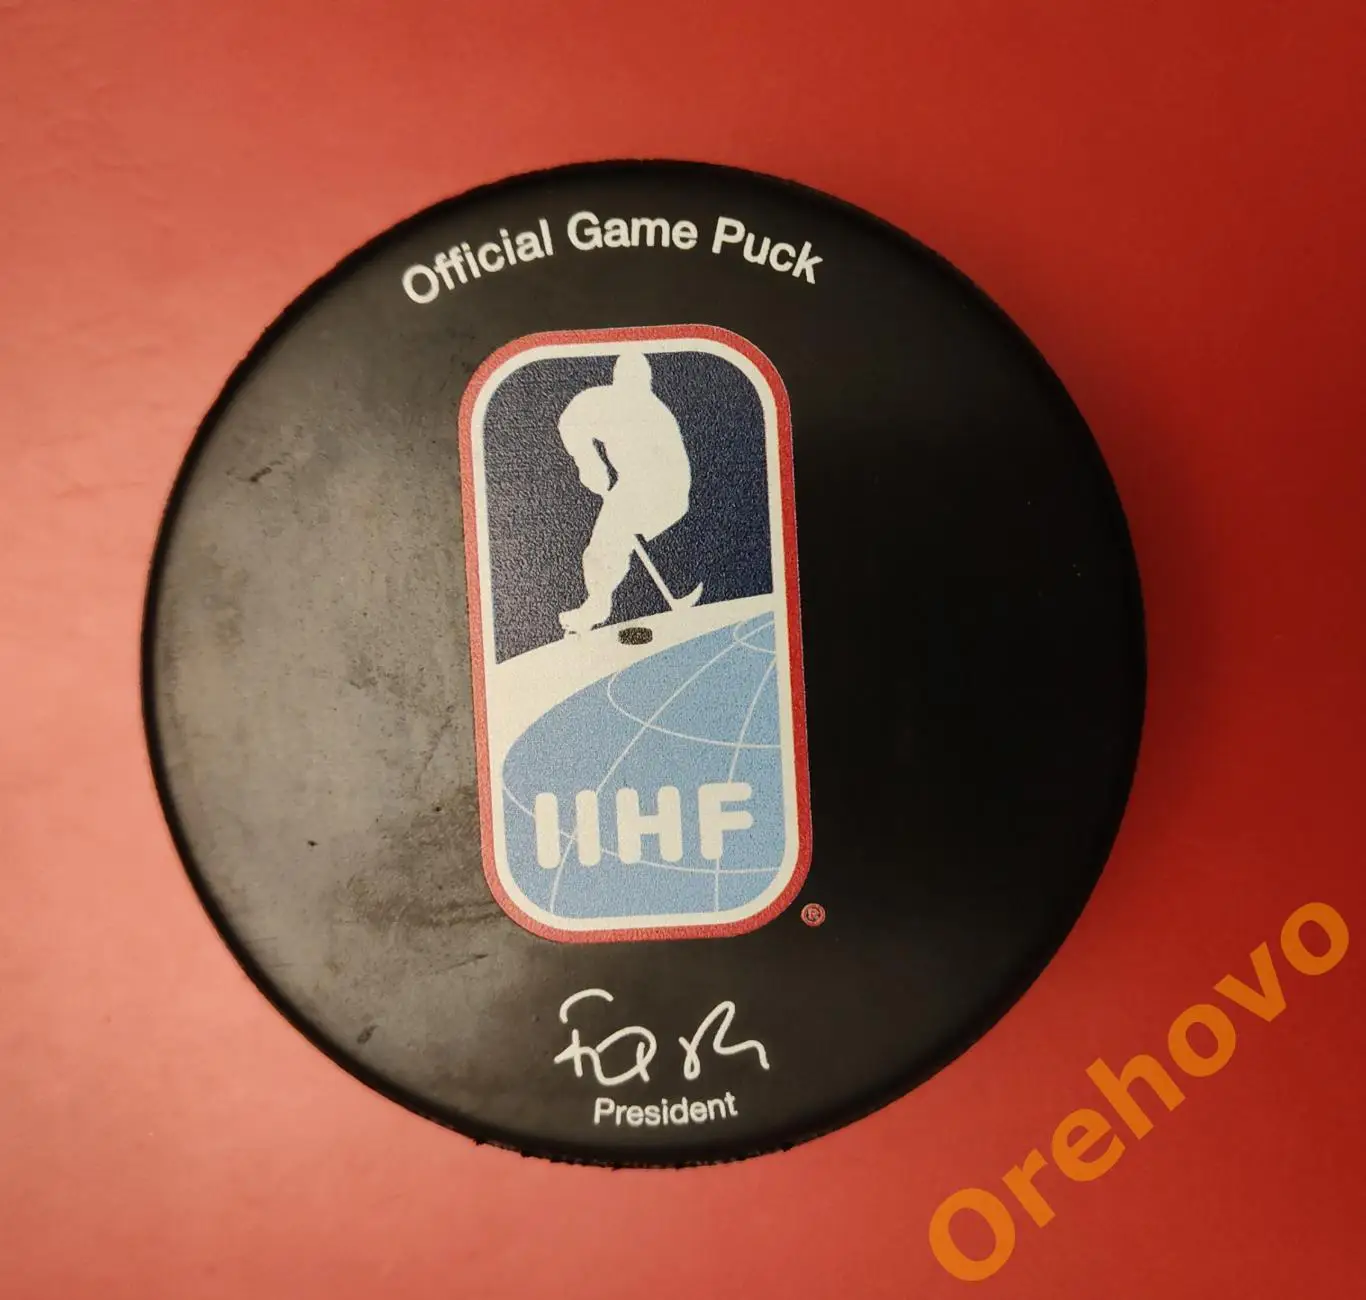 Official Game Puck
IIHF
®
President
Orehovo